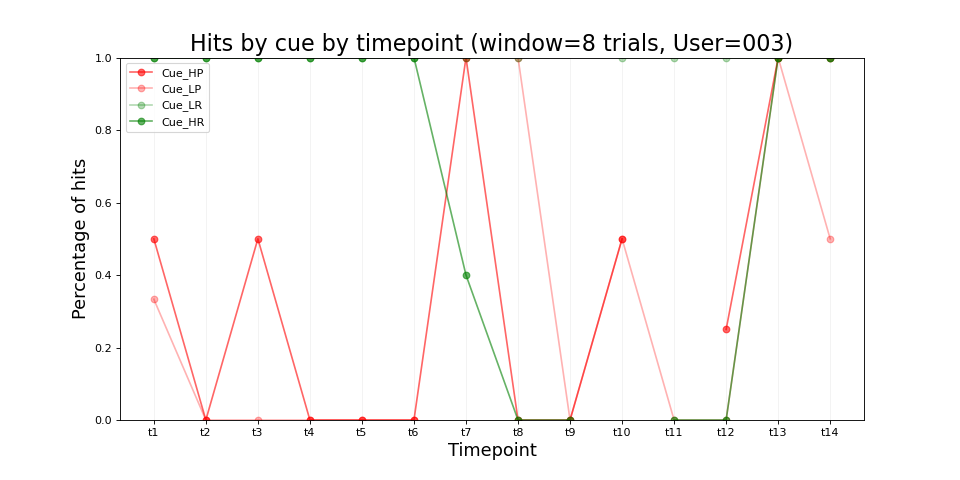 Hits by cue by timepoint (window=8 trials, User=003)
Percentage of hits
1.0
0.8
0.6
0.4
0.2
0.0
Cue_HP
Cue_LP
Cue_LR
Cue_HR
t1 t2 t3 t4 t5 t6 t7 t8 t9 t10 t11 t12 t13 t14
Timepoint